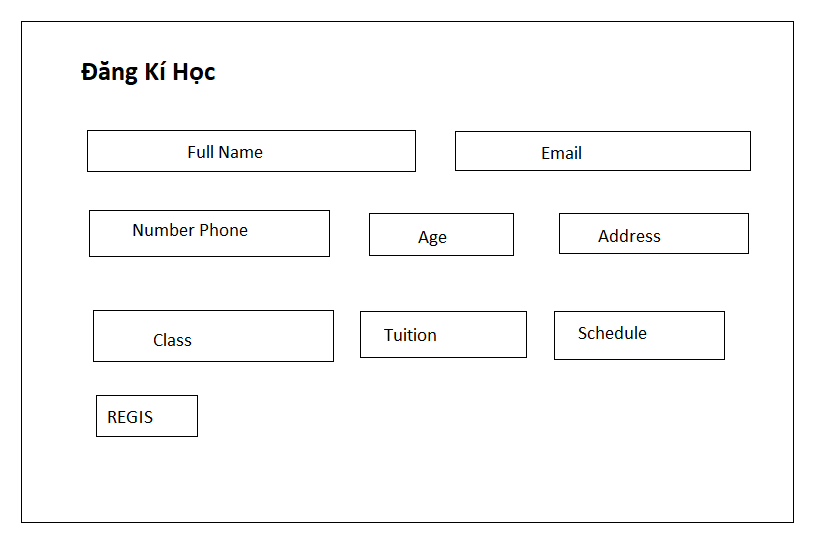 Đăng Kí Học
Full Name
Email
Number Phone
Age
Address
Class
Tuition
Schedule
REGIS